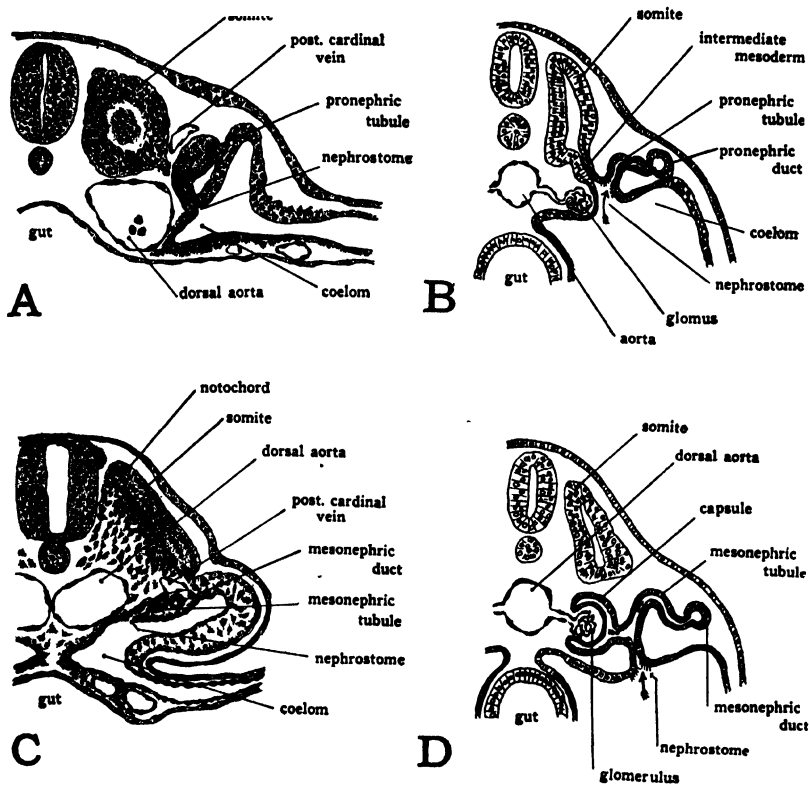 somite
post. cardinal
vein
pronephric
tubule
nephrostome
gut
dorsal aorta
coelom
A
somite
intermediate
mesoderm
pronephric
tubule
pronephric
duct
coelom
nephrostome
gut
glomus
aorta
B
notochord
somite
dorsal aorta
post. cardinal
vein
mesonephric
duct
mesonephric
tubule
nephrostome
gut
coelom
C
somite
dorsal aorta
capsule
mesonephric
tubule
mesonephric
duct
gut
nephrostome
glomerulus
D